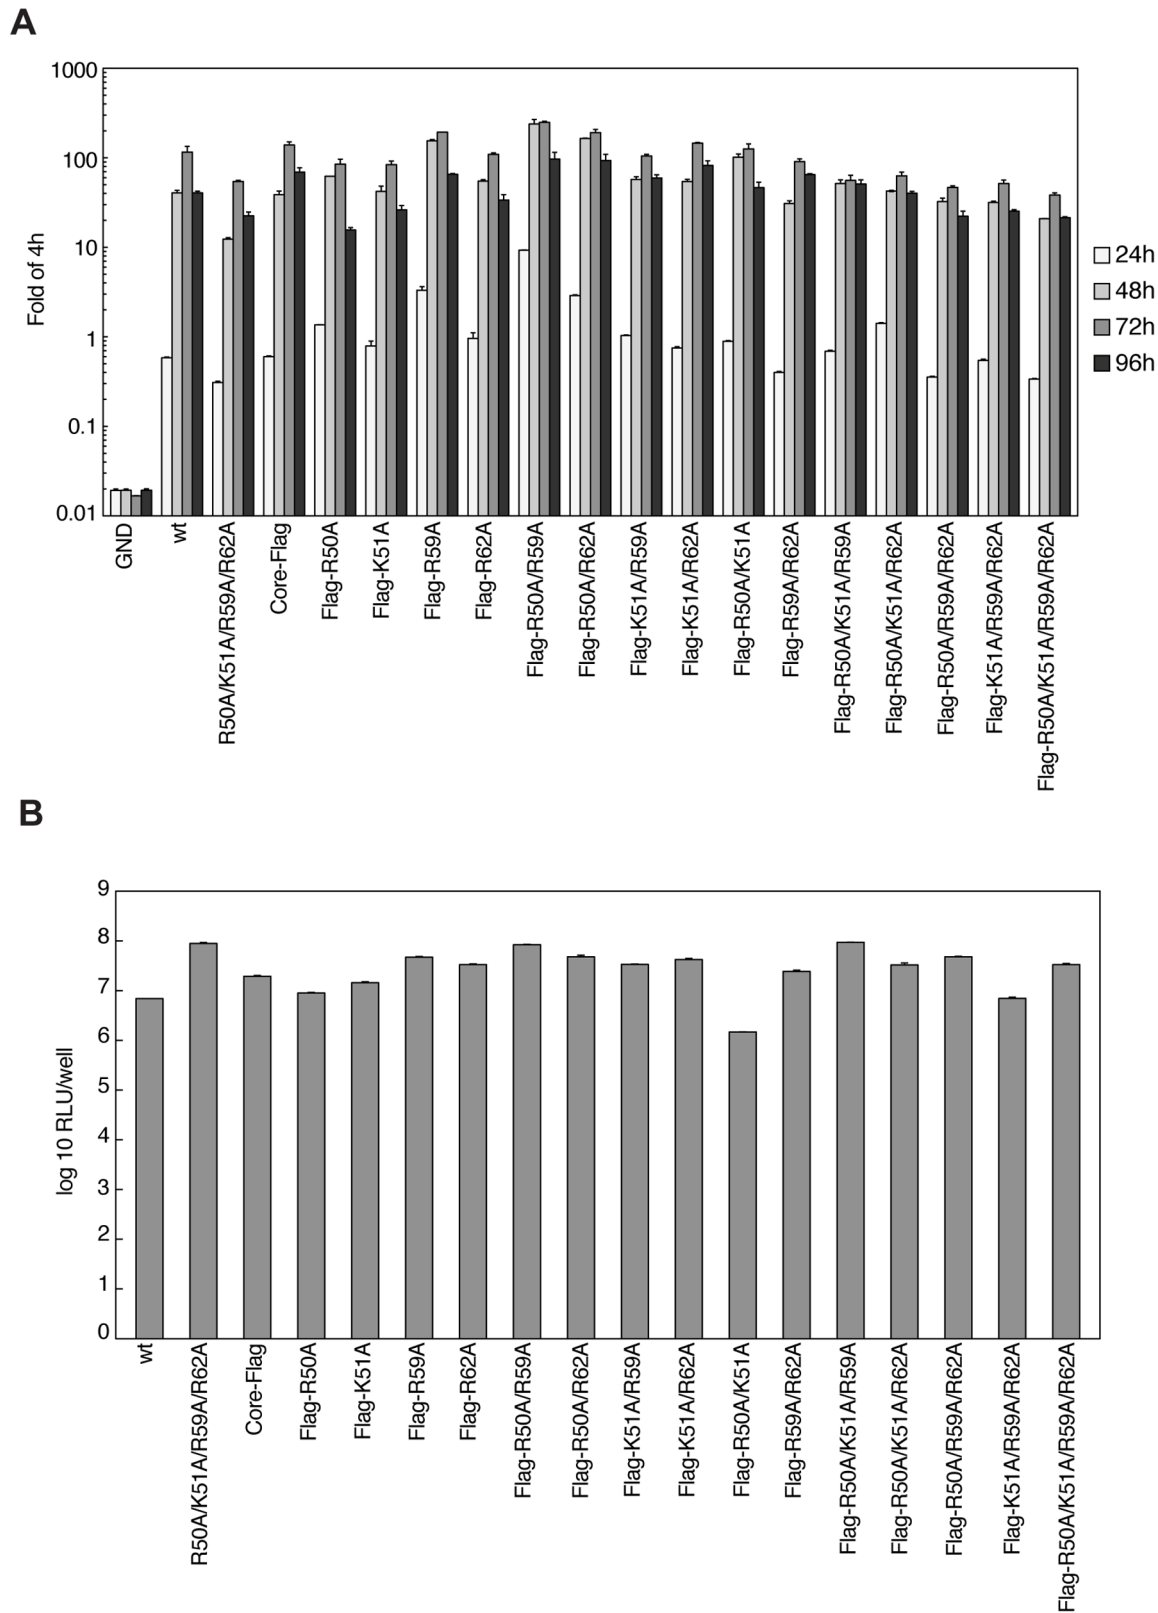 A
1000
100
10
1
0.1
0.01
Fold of 4h
24h
48h
72h
96h
GND
wt
R50A/K51A/R59A/R62A
Core-Flag
Flag-R50A
Flag-K51A
Flag-R59A
Flag-R62A
Flag-R50A/R59A
Flag-R50A/R62A
Flag-K51A/R59A
Flag-K51A/R62A
Flag-R50A/K51A
Flag-R59A/R62A
Flag-R50A/K51A/R59A
Flag-R50A/K51A/R62A
Flag-R50A/R59A/R62A
Flag-K51A/R59A/R62A
Flag-R50A/K51A/R59A/R62A
B
9
8
7
6
5
4
3
2
1
0
log 10 RLU/well
wt
R50A/K51A/R59A/R62A
Core-Flag
Flag-R50A
Flag-K51A
Flag-R59A
Flag-R62A
Flag-R50A/R59A
Flag-R50A/R62A
Flag-K51A/R59A
Flag-K51A/R62A
Flag-R50A/K51A
Flag-R59A/R62A
Flag-R50A/K51A/R59A
Flag-R50A/K51A/R62A
Flag-R50A/R59A/R62A
Flag-K51A/R59A/R62A
Flag-R50A/K51A/R59A/R62A